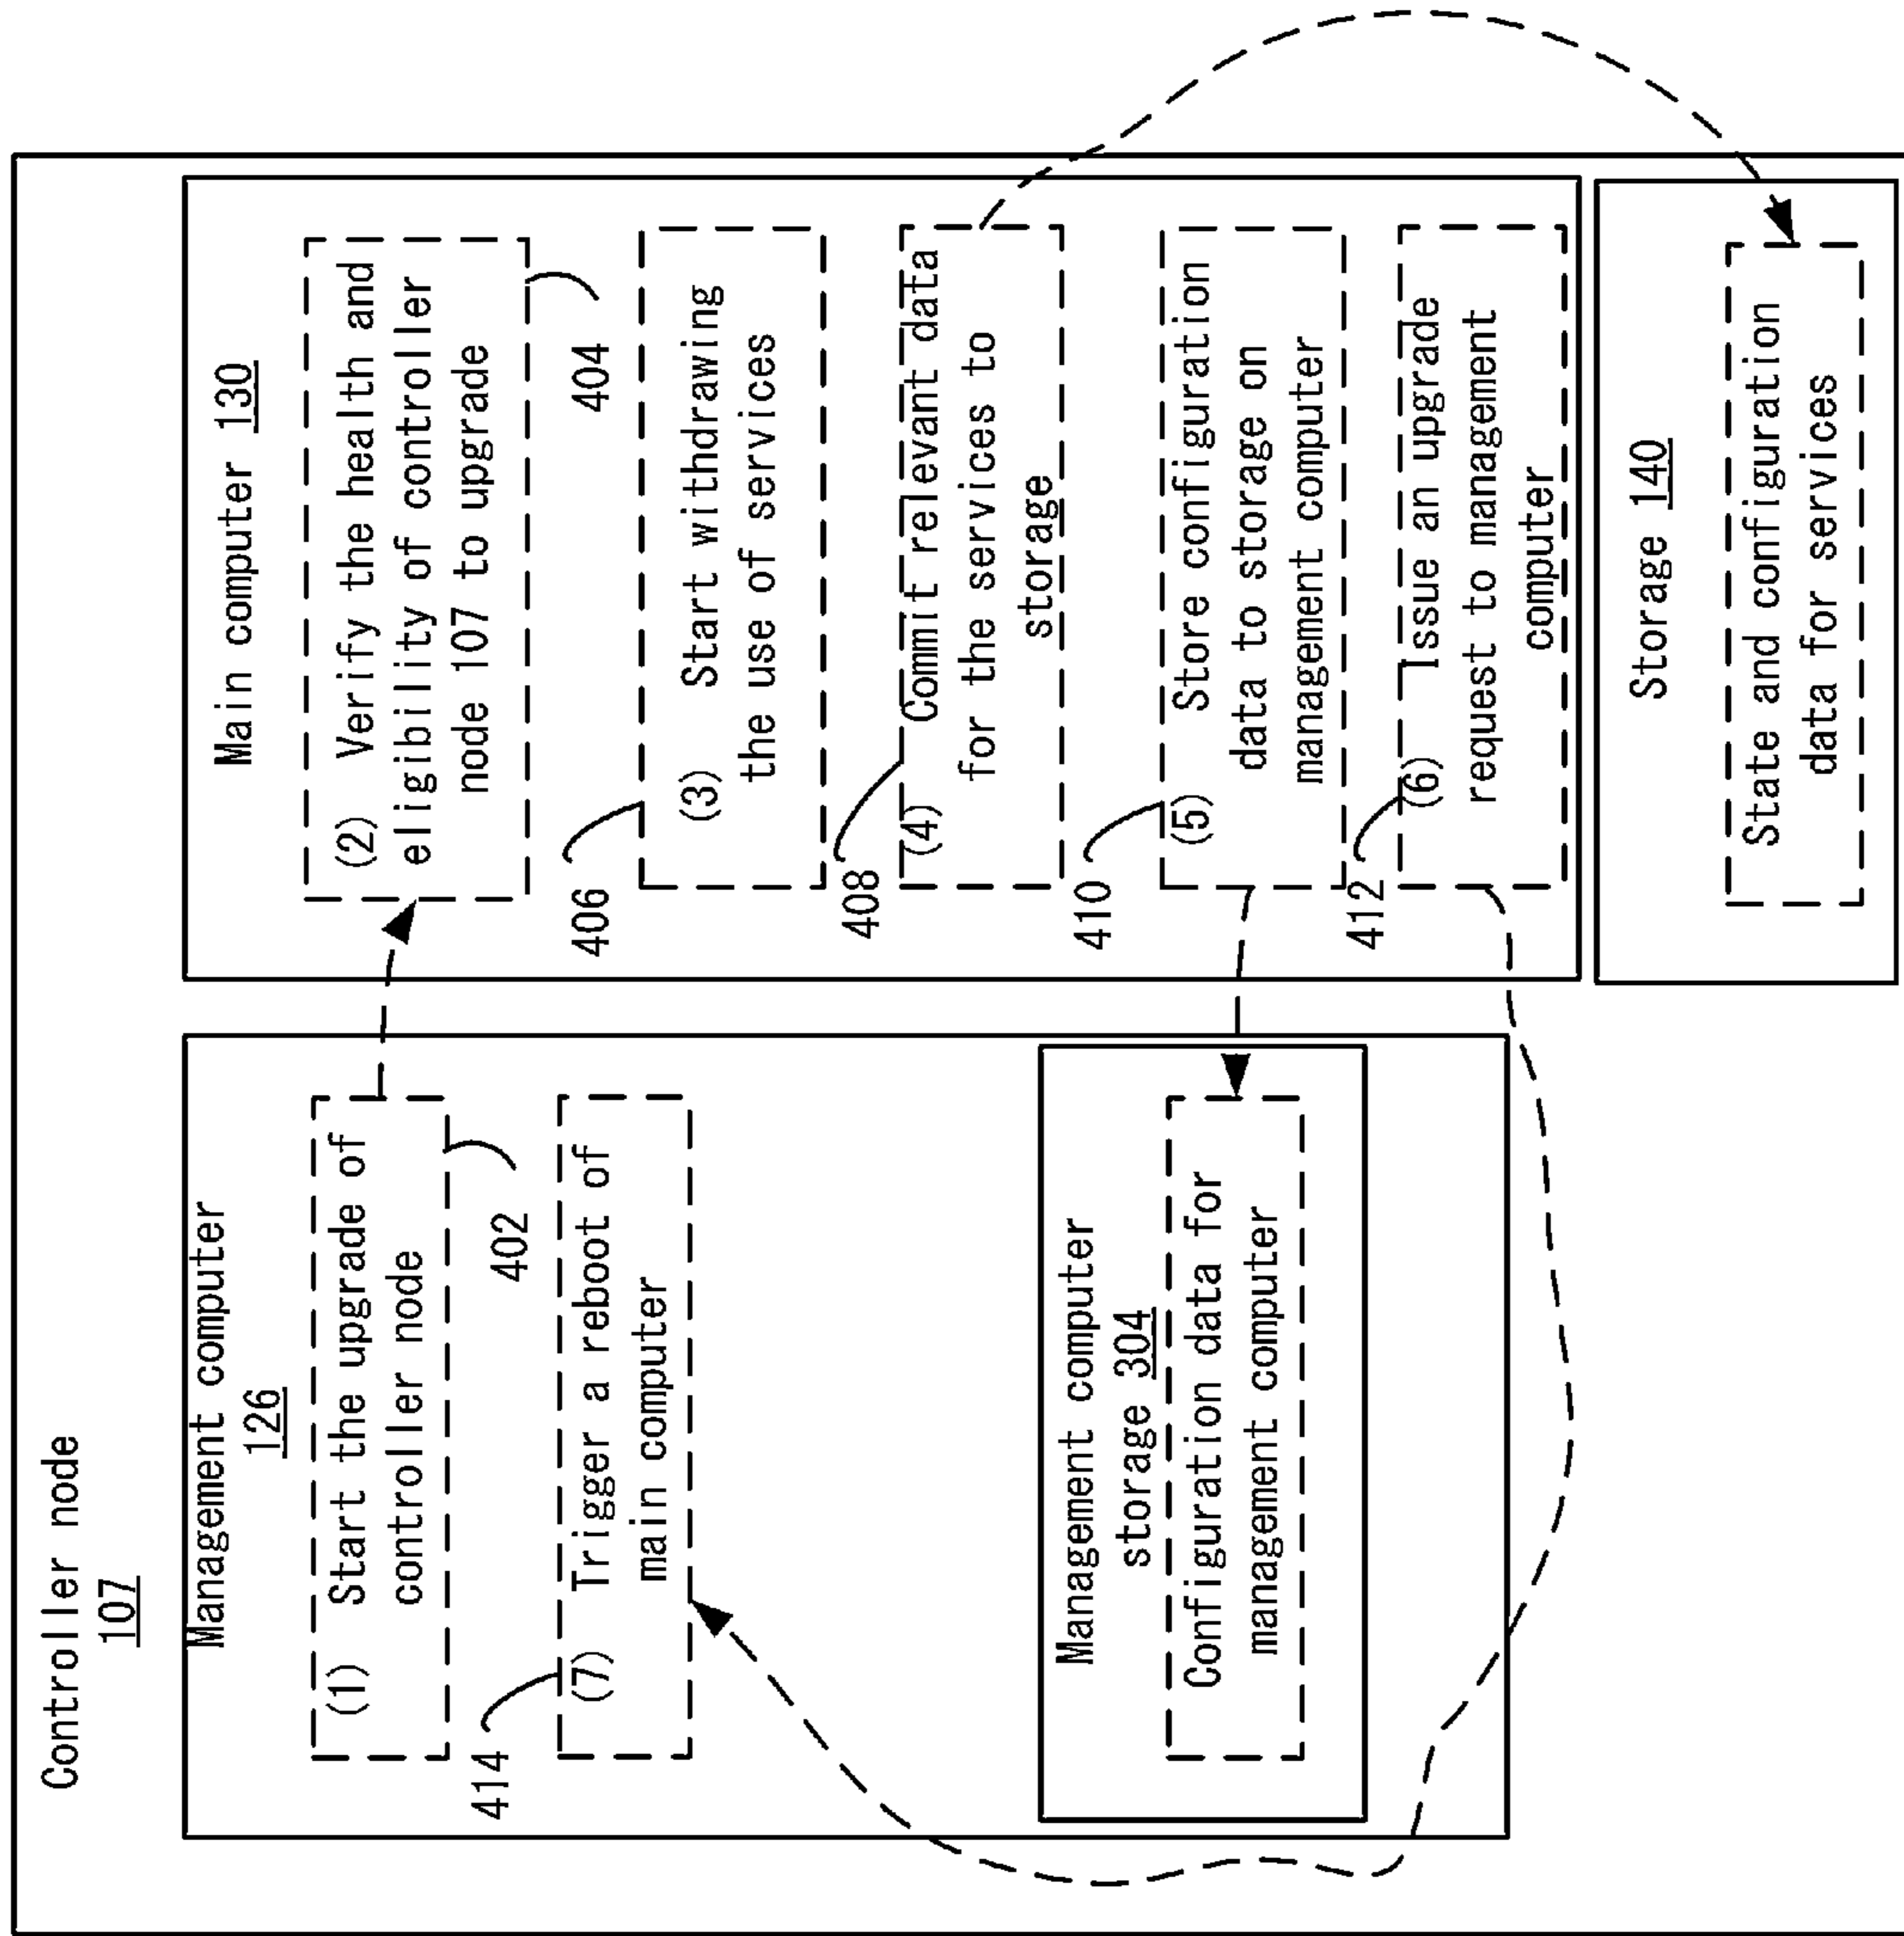 Controller node
107
Management computer
126
(1) Start the upgrade of
controller node
402
414
(7) Trigger a reboot of
main computer
Management computer
storage 304
Configuration data for
management computer
Main computer 130
(2) Verify the health and
eligibility of controller
node 107 to upgrade
404
406
(3) Start withdrawing
the use of services
408
(4) Commit relevant data
for the services to
storage
410
(5) Store configuration
data to storage on
management computer
412
(6) Issue an upgrade
request to management
computer
Storage 140
State and configuration
data for services